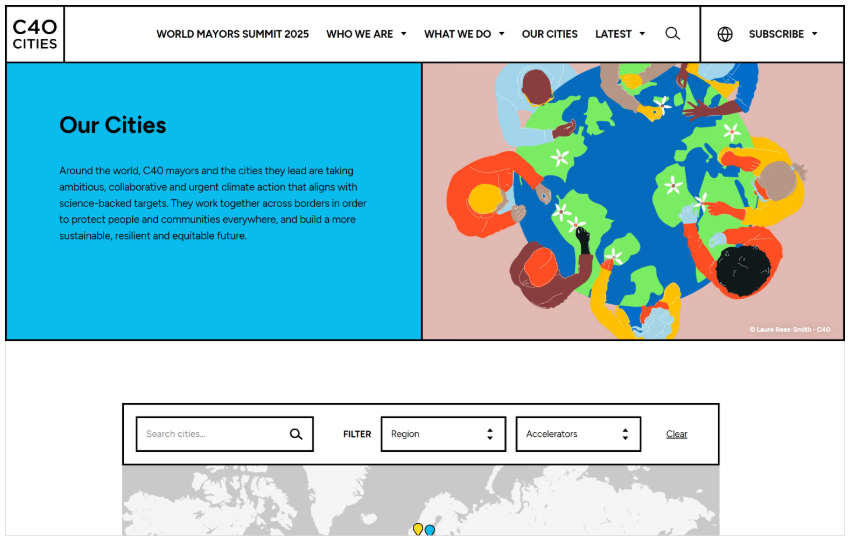 C40
CITIES
WORLD MAYORS SUMMIT 2025 WHO WE ARE WHAT WE DO OUR CITIES LATEST SUBSCRIBE
Our Cities
Around the world, C40 mayors and the cities they lead are taking
ambitious, collaborative and urgent climate action that aligns with
science-backed targets. They work together across borders in order
to protect people and communities everywhere, and build a more
sustainable, resilient and equitable future.
© Laura Rees-Smith - C40
Search cities... FILTER Region Accelerators Clear